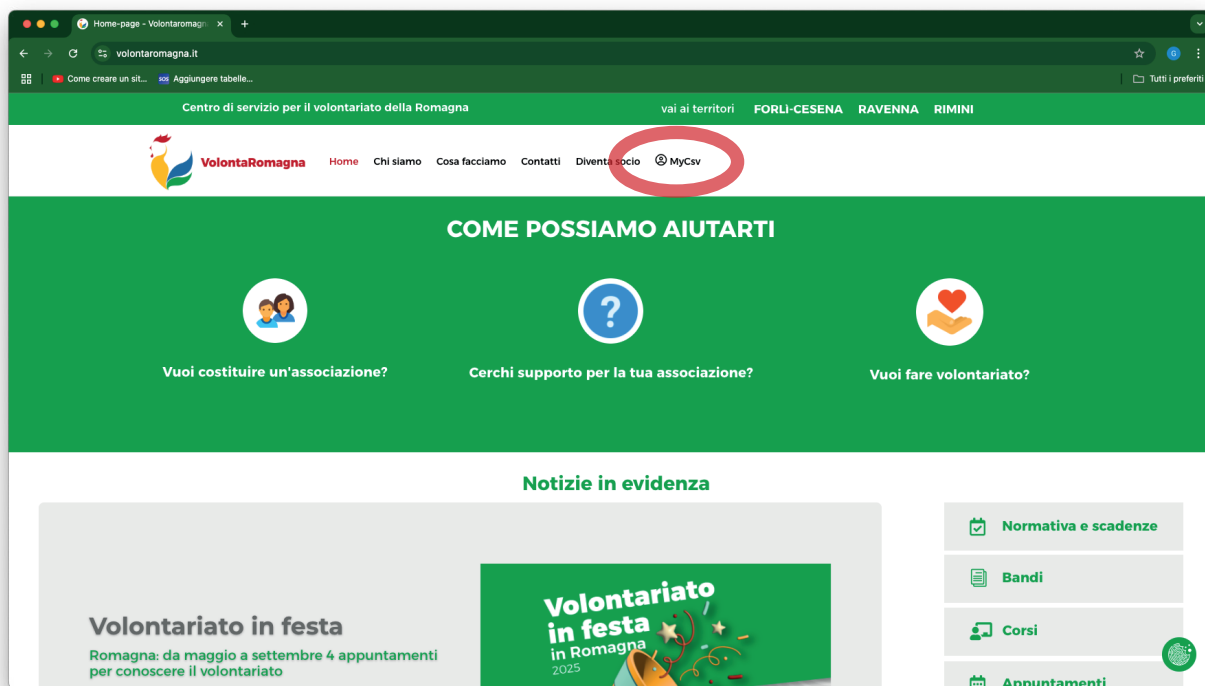 Home-page - Volontaromagn
volontaromagna.it
G
Come creare un sit...
SOS Aggiungere tabelle...
Tutti i preferiti
Centro di servizio per il volontariato della Romagna
vai ai territori FORLÌ-CESENA RAVENNA RIMINI
VolontaRomagna
Home Chi siamo Cosa facciamo Contatti Diventa socio MyCsv
COME POSSIAMO AIUTARTI
?
Vuoi costituire un'associazione?
Cerchi supporto per la tua associazione?
Vuoi fare volontariato?
Notizie in evidenza
Volontariato in festa
Romagna: da maggio a settembre 4 appuntamenti
per conoscere il volontariato
Volontariato
in festa
in Romagna
2025
Normativa e scadenze
Bandi
Corsi
Appuntamenti